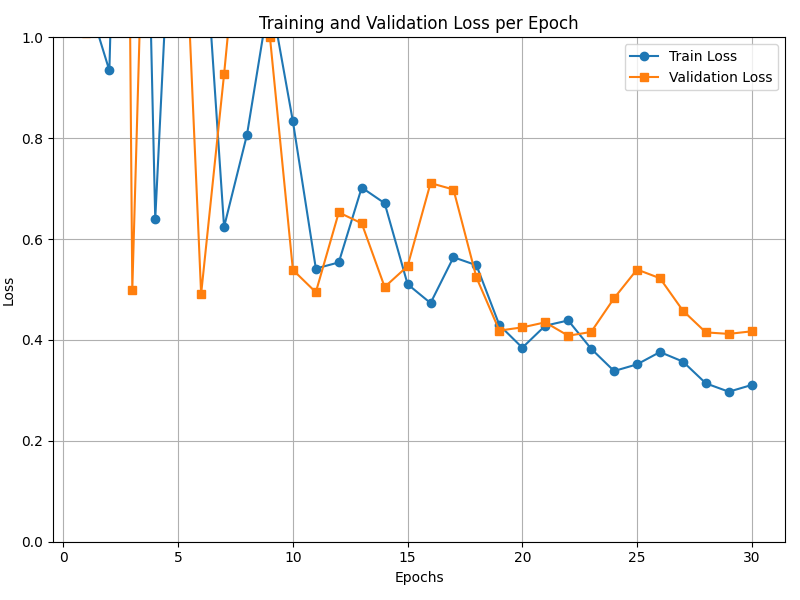 Training and Validation Loss per Epoch
1.0
0.8
0.6
0.4
0.2
0.0
Loss
Train Loss
Validation Loss
0 5 10 15 20 25 30
Epochs